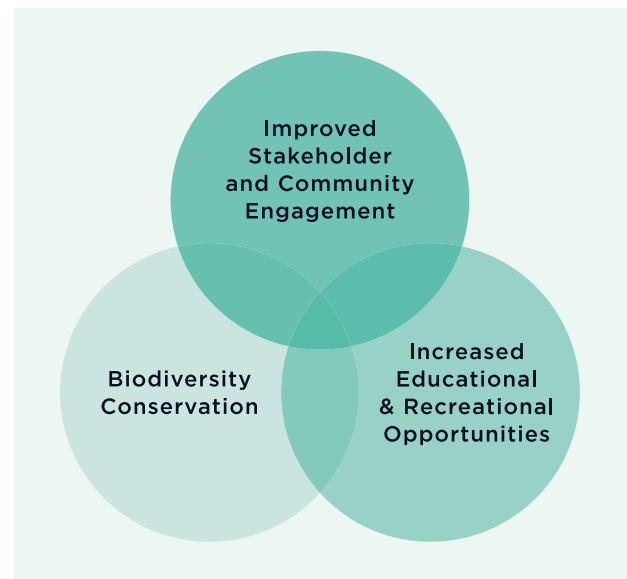 Improved
Stakeholder
and Community
Engagement
Biodiversity
Conservation
Increased
Educational
& Recreational
Opportunities